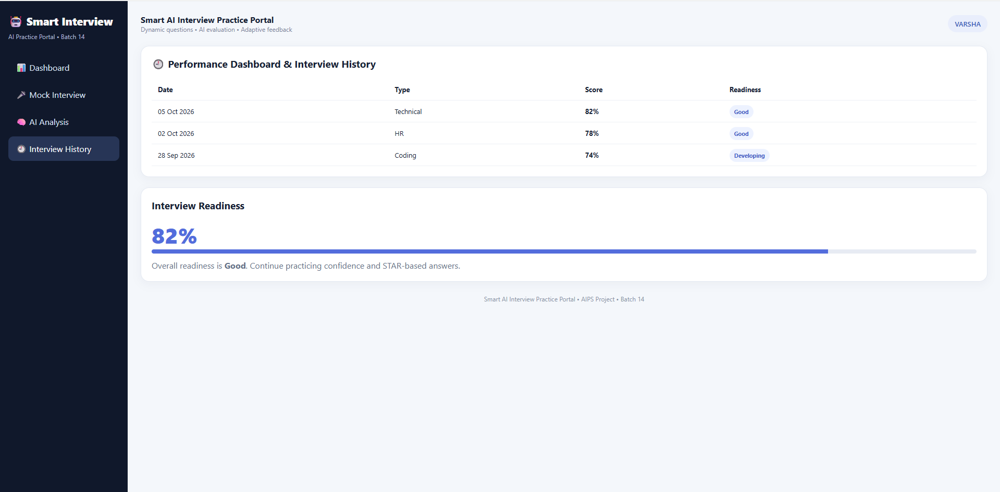 Smart Interview
AI Practice Portal • Batch 14
Dashboard
Mock Interview
AI Analysis
Interview History
Smart AI Interview Practice Portal
Dynamic questions • AI evaluation • Adaptive feedback
VARSHA
Performance Dashboard & Interview History
Date Type Score Readiness
05 Oct 2026 Technical 82% Good
02 Oct 2026 HR 78% Good
28 Sep 2026 Coding 74% Developing
Interview Readiness
82%
Overall readiness is Good. Continue practicing confidence and STAR-based answers.
Smart AI Interview Practice Portal • AIPS Project • Batch 14